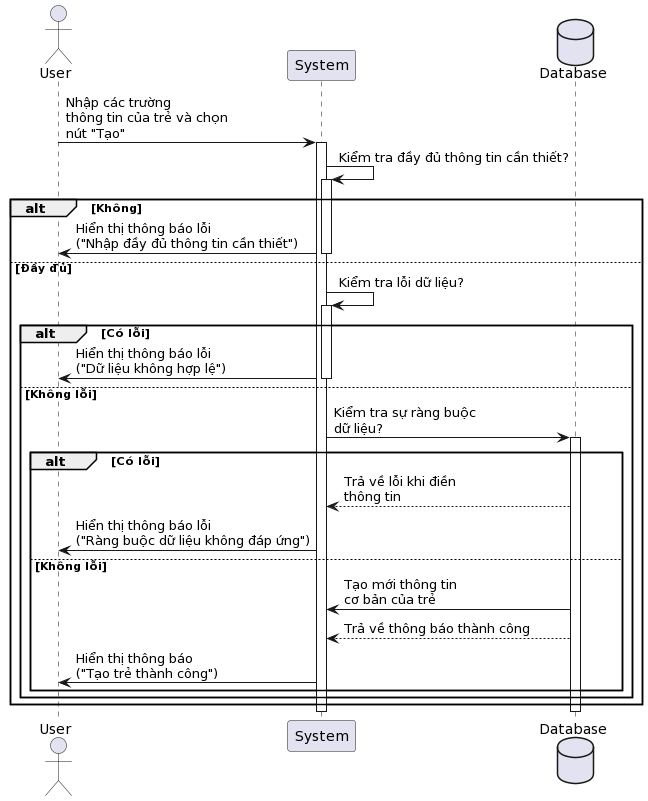 User
System
Database
Nhập các trường
thông tin của trẻ và chọn
nút "Tạo"
Kiểm tra đầy đủ thông tin cần thiết?
alt [Không]
Hiển thị thông báo lỗi
("Nhập đầy đủ thông tin cần thiết")
[Đầy đủ]
Kiểm tra lỗi dữ liệu?
alt [Có lỗi]
Hiển thị thông báo lỗi
("Dữ liệu không hợp lệ")
[Không lỗi]
Kiểm tra sự ràng buộc
dữ liệu?
alt [Có lỗi]
Trả về lỗi khi điền
thông tin
Hiển thị thông báo lỗi
("Ràng buộc dữ liệu không đáp ứng")
[Không lỗi]
Tạo mới thông tin
cơ bản của trẻ
Trả về thông báo thành công
Hiển thị thông báo
("Tạo trẻ thành công")
User
System
Database